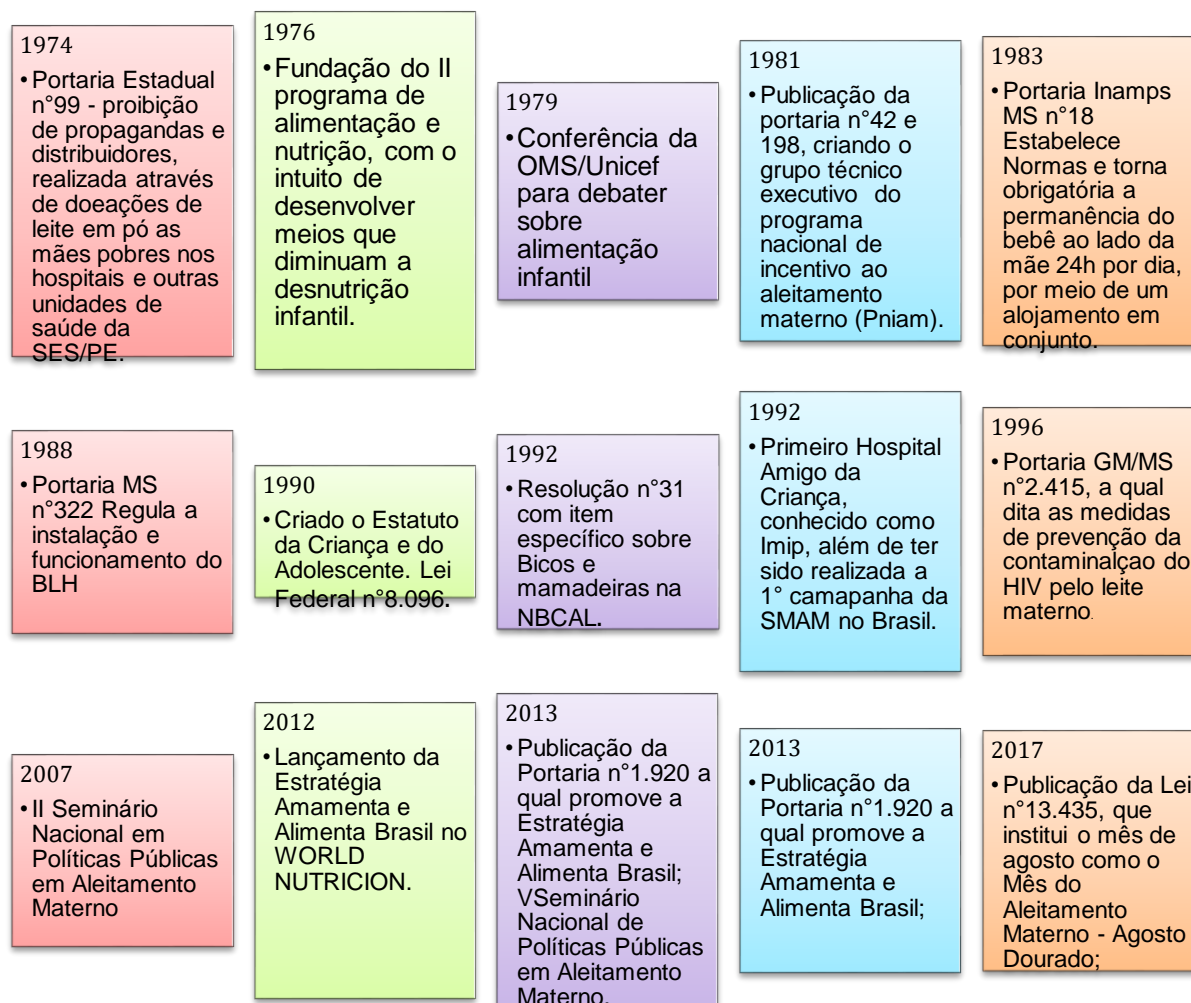 1974
•Portaria Estadual
n°99 - proibição
de propagandas e
distribuidores,
realizada através
de doeações de
leite em pó as
mães pobres nos
hospitais e outras
unidades de
saúde da
SES/PE.
1976
•Fundação do II
programa de
alimentação e
nutrição, com o
intuito de
desenvolver
meios que
diminuam a
desnutrição
infantil.
1979
•Conferência da
OMS/Unicef
para debater
sobre
alimentação
infantil
1981
•Publicação da
portaria n°42 e
198, criando o
grupo técnico
executivo do
programa
nacional de
incentivo ao
aleitamento
materno (Pniam).
1983
•Portaria Inamps
MS n°18
Estabelece
Normas e torna
obrigatória a
permanência do
bebê ao lado da
mãe 24h por dia,
por meio de um
alojamento em
conjunto.
1988
•Portaria MS
n°322 Regula a
instalação e
funcionamento do
BLH
1990
•Criado o Estatuto
da Criança e do
Adolescente. Lei
Federal n°8.096.
1992
•Resolução n°31
com item
específico sobre
Bicos e
mamadeiras na
NBCAL.
1992
•Primeiro Hospital
Amigo da
Criança,
conhecido como
Imip, além de ter
sido realizada a
1° camapanha da
SMAM no Brasil.
1996
•Portaria GM/MS
n°2.415, a qual
dita as medidas
de prevenção da
contaminalçao do
HIV pelo leite
materno.
2007
•II Seminário
Nacional em
Políticas Públicas
em Aleitamento
Materno
2012
•Lançamento da
Estratégia
Amamenta e
Alimenta Brasil no
WORLD
NUTRICION.
2013
•Publicação da
Portaria n°1.920 a
qual promove a
Estratégia
Amamenta e
Alimenta Brasil;
VSeminário
Nacional de
Políticas Públicas
em Aleitamento
Materno.
2013
•Publicação da
Portaria n°1.920 a
qual promove a
Estratégia
Amamenta e
Alimenta Brasil;
2017
•Publicação da Lei
n°13.435, que
institui o mês de
agosto como o
Mês do
Aleitamento
Materno - Agosto
Dourado;